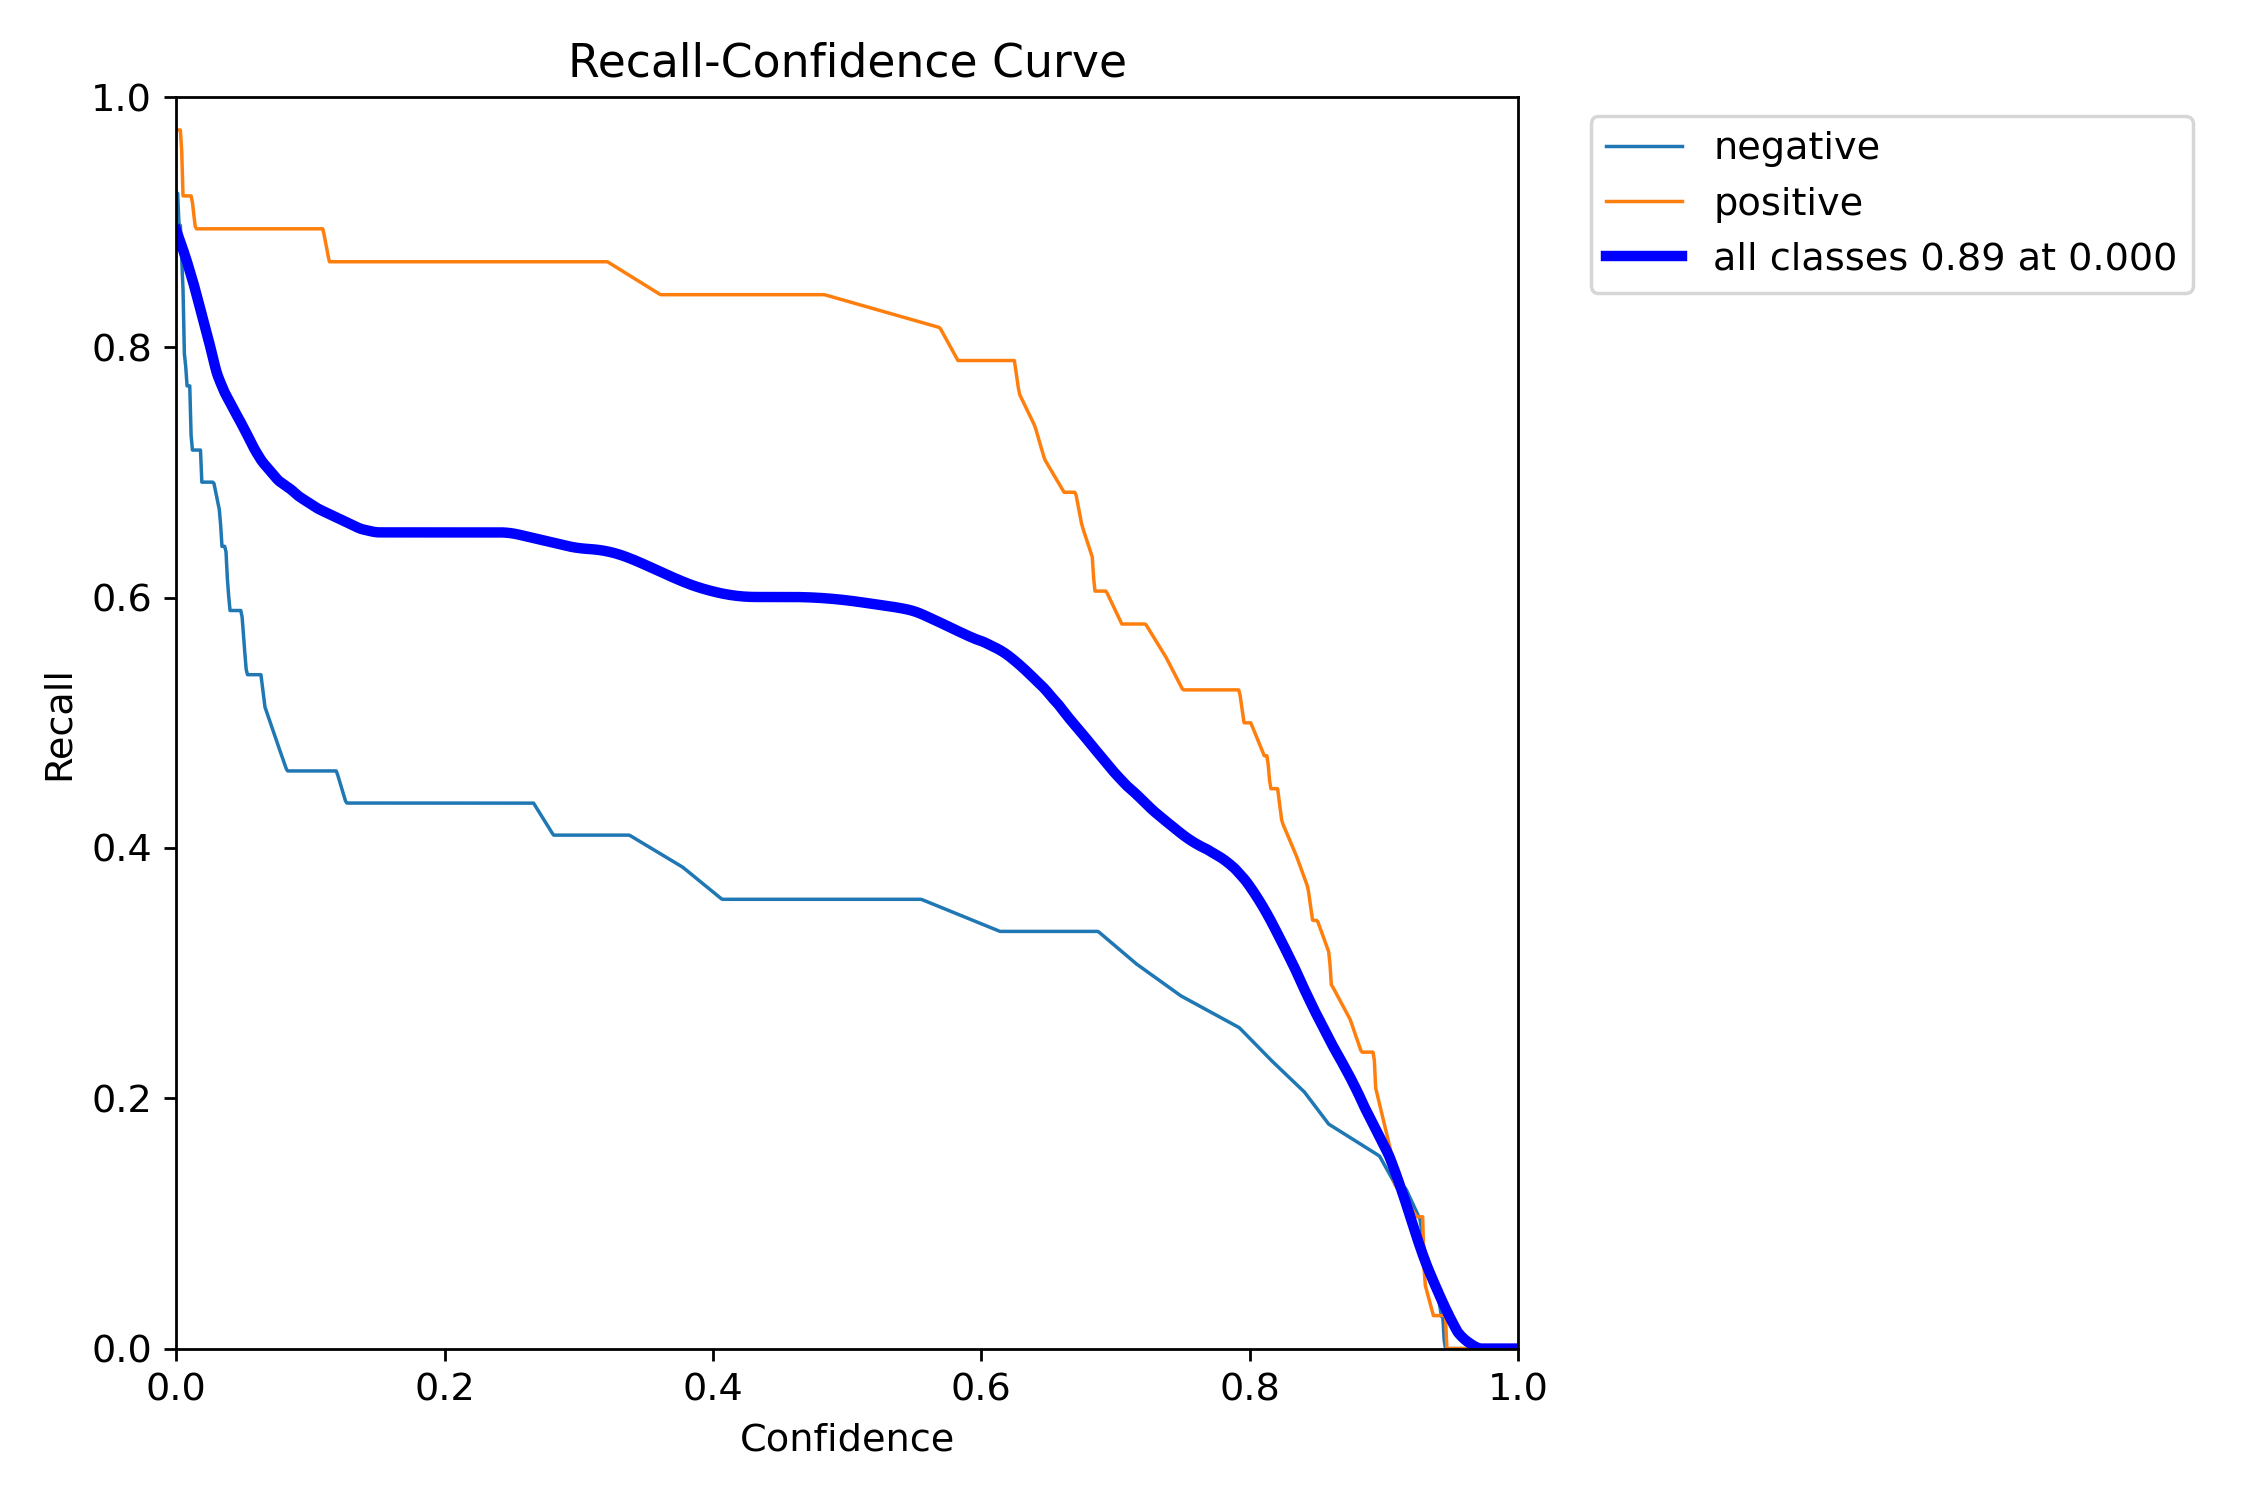 Recall-Confidence Curve
1.0
0.8
0.6
0.4
0.2
0.0
Recall
0.0 0.2 0.4 0.6 0.8 1.0
Confidence
negative
positive
all classes 0.89 at 0.000